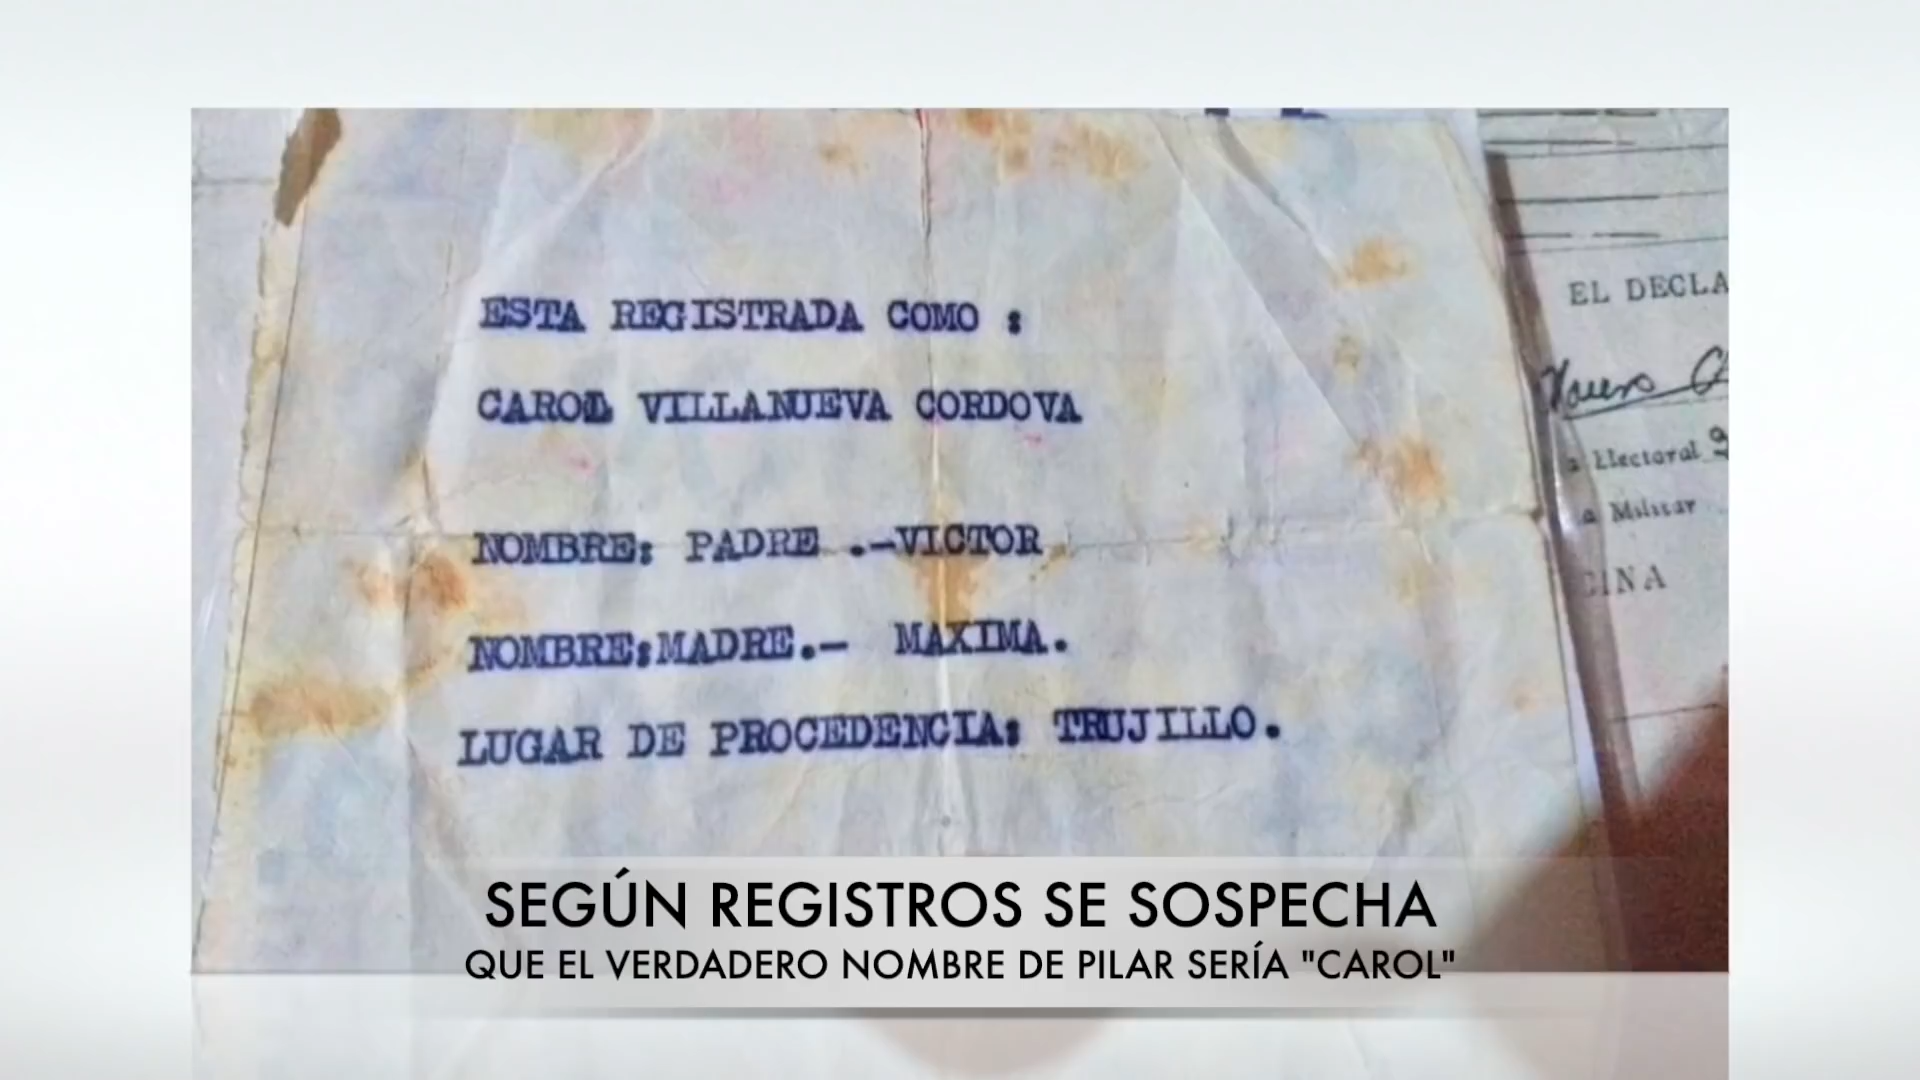 ESTA REGISTRADA COMO :
CAROL VILLANUEVA CORDOVA
NOMBRE: PADRE .-VICTOR
NOMBRE:MADRE.- MAXIMA.
LUGAR DE PROCEDENCIA: TRUJILLO.
EL DECLA
Electoral
Militar
SEGÚN REGISTROS SE SOSPECHA
QUE EL VERDADERO NOMBRE DE PILAR SERÍA "CAROL"